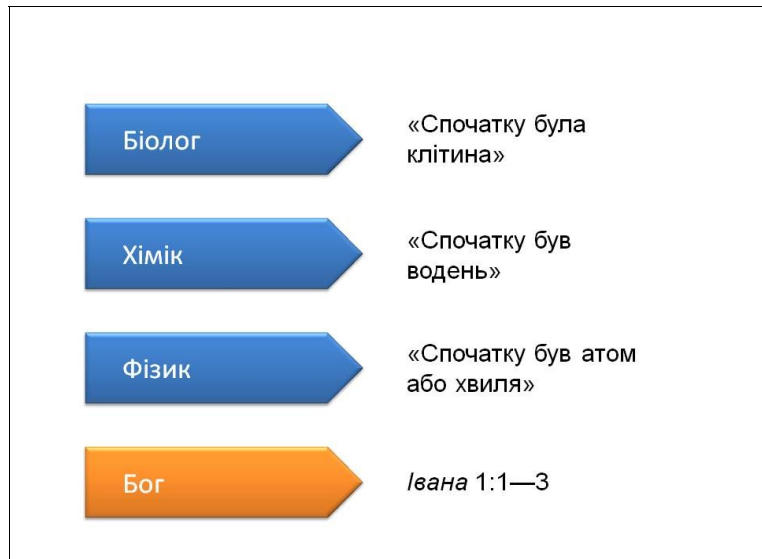 Біолог
«Спочатку була
клітина»
Хімік
«Спочатку був
водень»
Фізик
«Спочатку був атом
або хвиля»
Бог
Івана 1:1—3